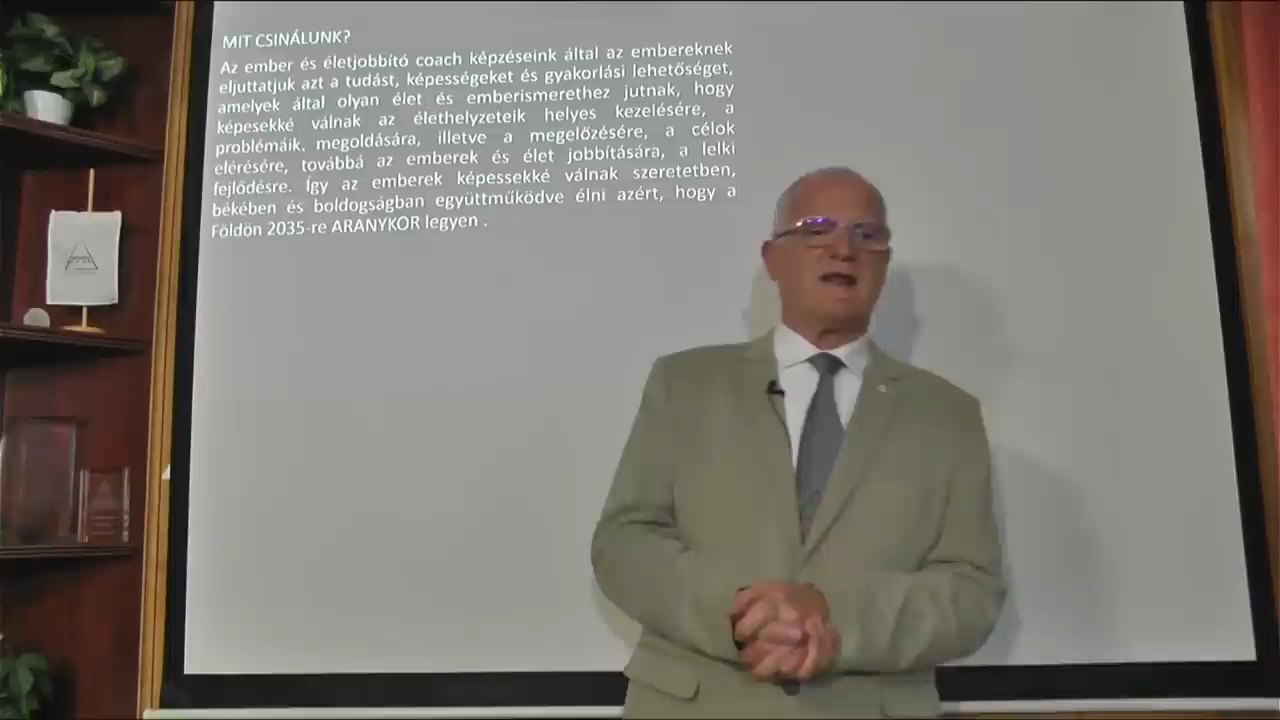 MIT CSINÁLUNK?
Az ember és életjobbító coach képzéseink által az embereknek
eljuttatjuk azt a tudást, képességeket és gyakorlási lehetőséget,
amelyek által olyan élet és emberismerethez jutnak, hogy
képesekké válnak az élethelyzeteik helyes kezelésére, a
problémáik. megoldására, illetve a megelőzésére, a célok
elérésére, továbbá az emberek és élet jobbítására, a lelki
fejlődésre. Így az emberek képessekké válnak szeretetben,
békében és boldogságban együttműködve élni azért, hogy a
Földön 2035-re ARANYKOR legyen .